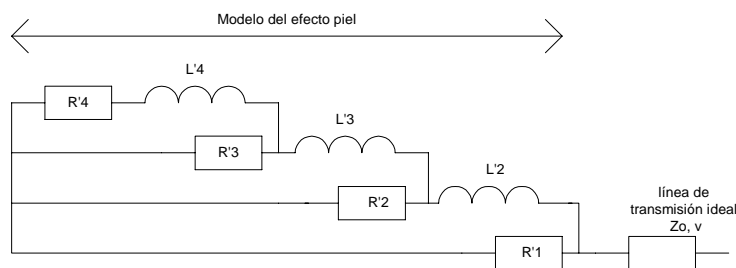 Modelo del efecto piel
L'4
R'4
L'3
R'3
L'2
R'2
línea de
transmisión ideal
Zo, v
R'1